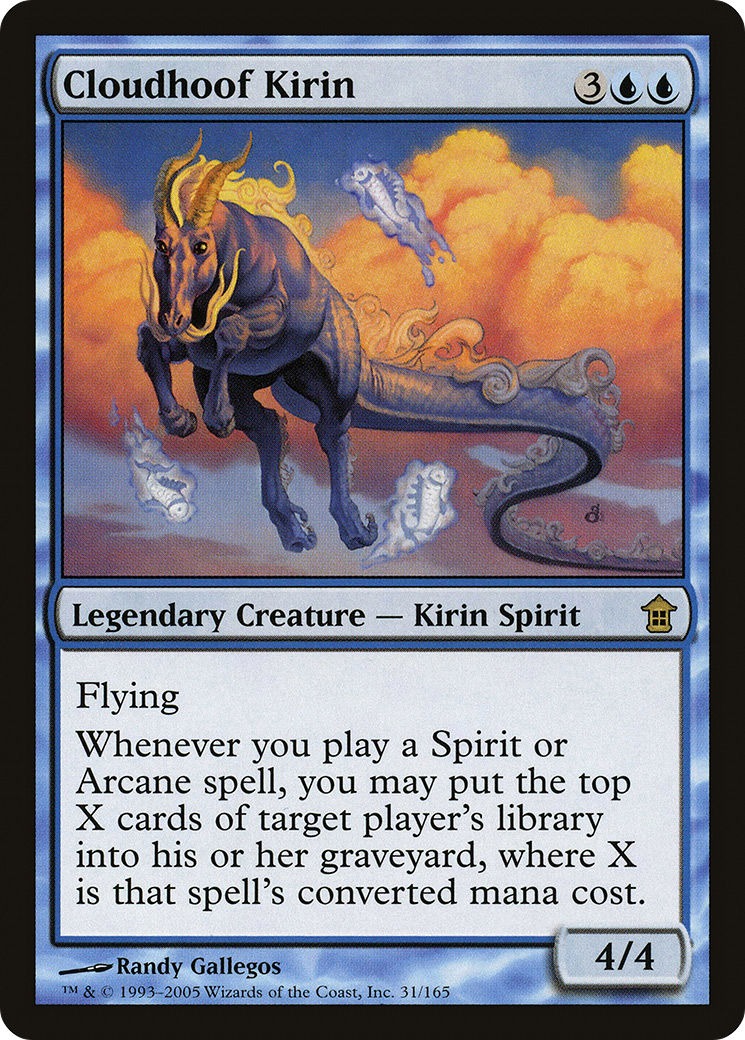 Cloudhoof Kirin 3
Legendary Creature — Kirin Spirit
Flying
Whenever you play a Spirit or
Arcane spell, you may put the top
X cards of target player's library
into his or her graveyard, where X
is that spell's converted mana cost.
4/4
Randy Gallegos
™ & © 1993–2005 Wizards of the Coast, Inc. 31/165